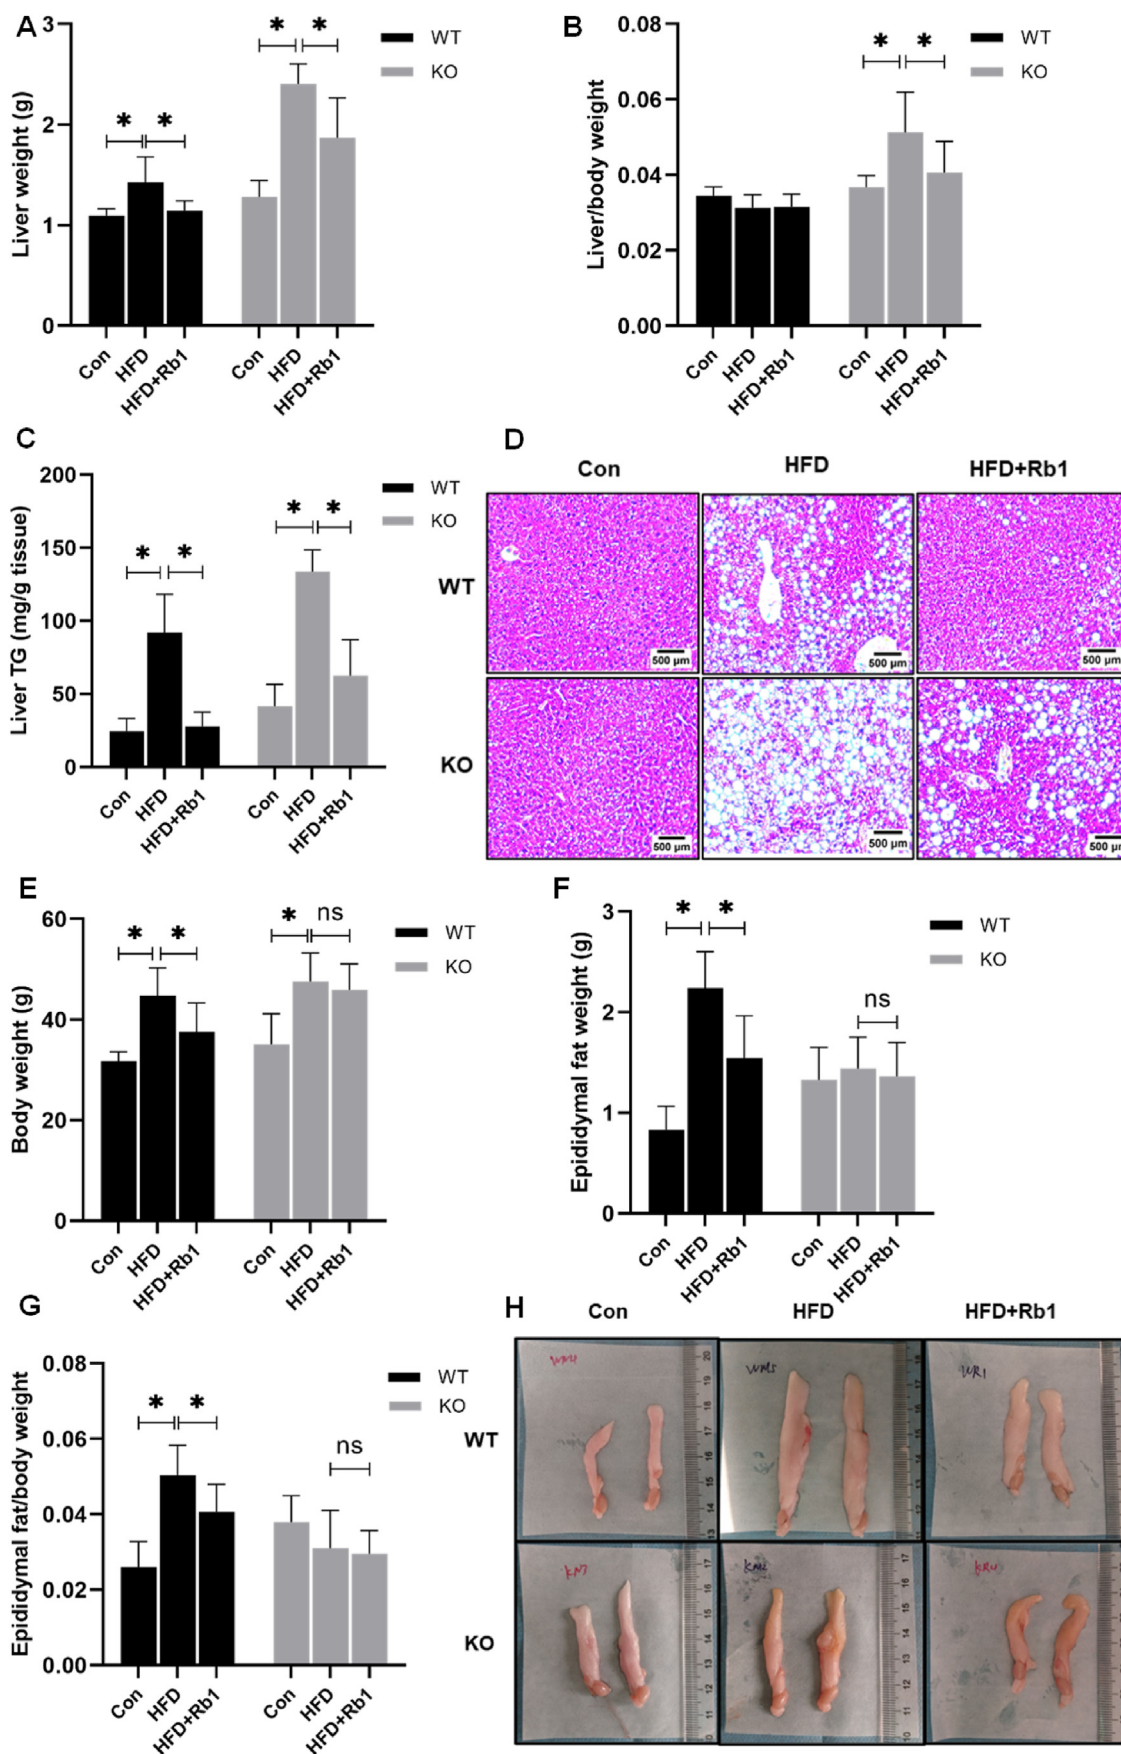 A
Liver weight (g)
3
2
1
0
* *
* *
Con
HFD
HFD+Rb1
Con
HFD
HFD+Rb1
WT
KO
B
Liver/body weight
0.08
0.06
0.04
0.02
0.00
* *
Con
HFD
HFD+Rb1
Con
HFD
HFD+Rb1
WT
KO
C
Liver TG (mg/g tissue)
200
150
100
50
0
* *
* *
Con
HFD
HFD+Rb1
Con
HFD
HFD+Rb1
WT
KO
D
Con HFD HFD+Rb1
WT
500 µm 500 µm 500 µm
KO
500 µm 500 µm 500 µm
E
Body weight (g)
60
40
20
0
* *
* ns
Con
HFD
HFD+Rb1
Con
HFD
HFD+Rb1
WT
KO
F
Epididymal fat weight (g)
3
2
1
0
* *
ns
Con
HFD
HFD+Rb1
Con
HFD
HFD+Rb1
WT
KO
G
Epididymal fat/body weight
0.08
0.06
0.04
0.02
0.00
* *
ns
Con
HFD
HFD+Rb1
Con
HFD
HFD+Rb1
WT
KO
H
Con HFD HFD+Rb1
WT
WM5
WR1
KO